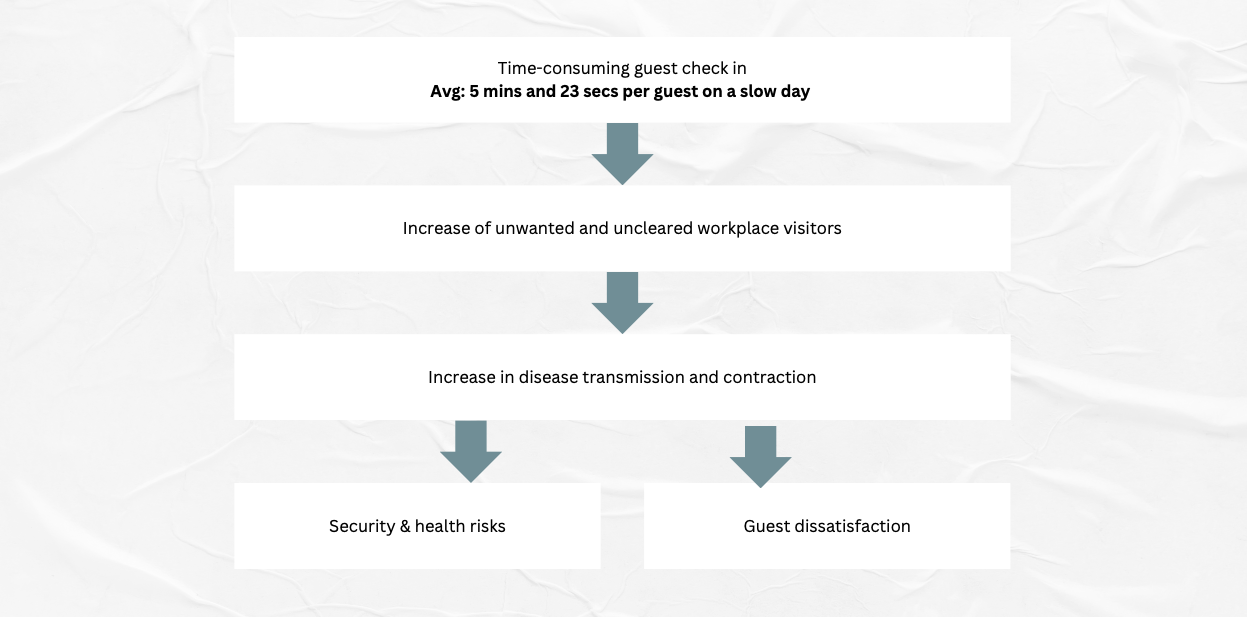 Time-consuming guest check in
Avg: 5 mins and 23 secs per guest on a slow day
Increase of unwanted and uncleared workplace visitors
Increase in disease transmission and contraction
Security & health risks
Guest dissatisfaction